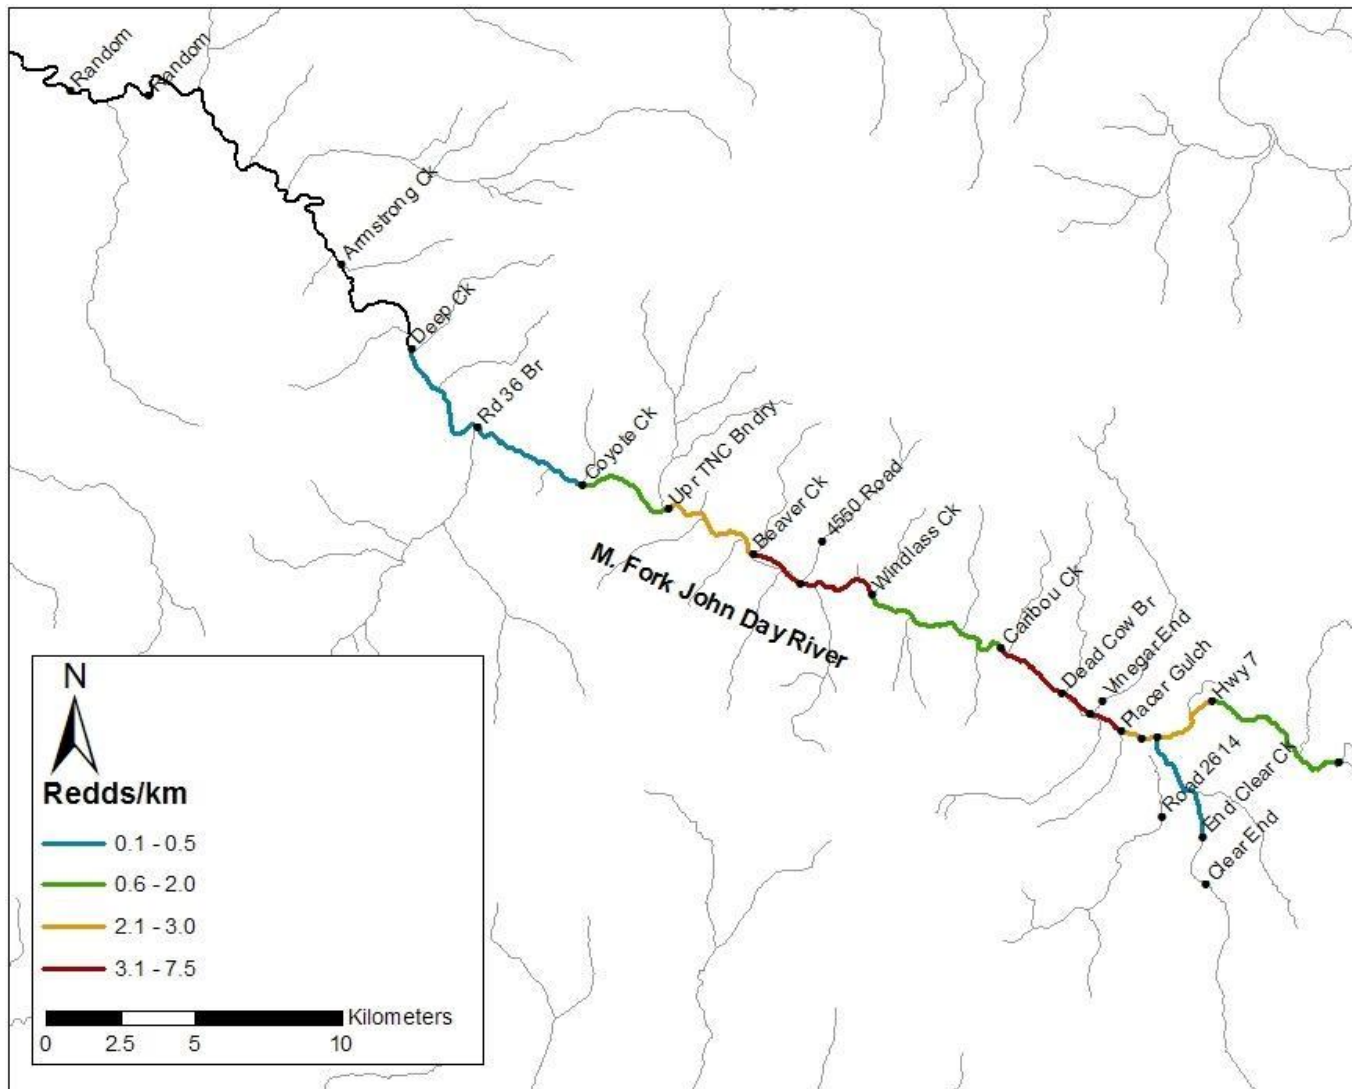 Random
Random
Armstrong Ck
Deep Ck
Rd 36 Br
Coyote Ck
Upr TNC Bndry
Beaver Ck
4550 Road
Windlass Ck
M. Fork John Day River
Caribou Ck
Dead Cow Br
Vinegar End
Placer Gulch
Hwy 7
Road 2614
End Clear Ck
Clear End
N
Redds/km
0.1 - 0.5
0.6 - 2.0
2.1 - 3.0
3.1 - 7.5
Kilometers
0 2.5 5 10